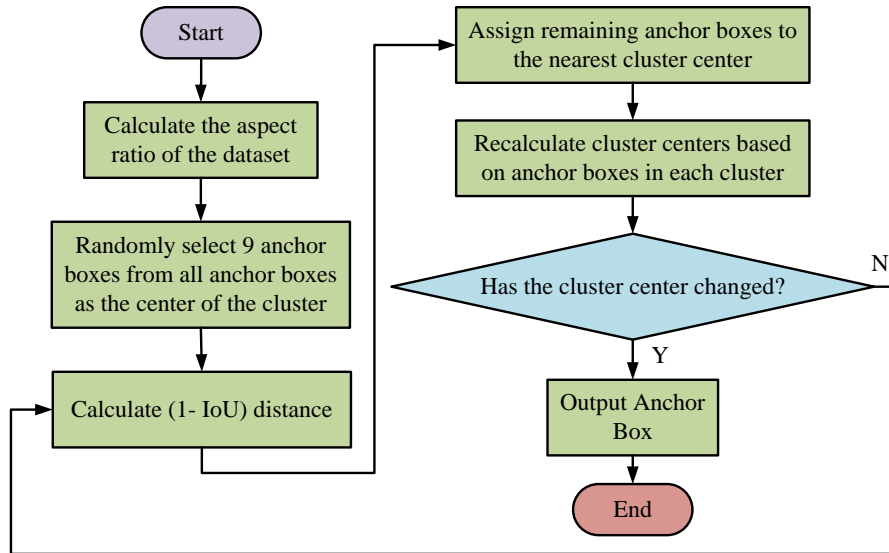 Start
Calculate the aspect
ratio of the dataset
Randomly select 9 anchor
boxes from all anchor boxes
as the center of the cluster
Calculate (1- IoU) distance
Assign remaining anchor boxes to
the nearest cluster center
Recalculate cluster centers based
on anchor boxes in each cluster
Has the cluster center changed?
N
Y
Output Anchor
Box
End